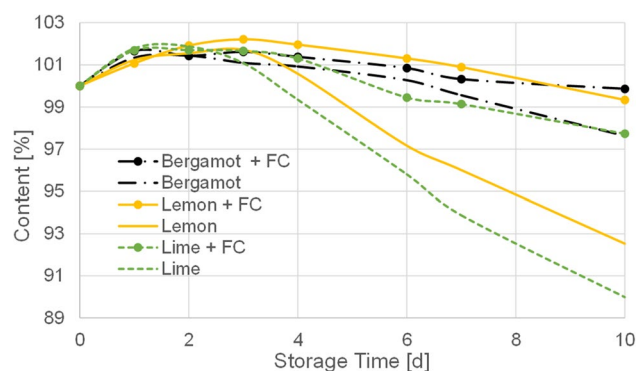 103
101
99
97
95
93
91
89
Content [%]
Bergamot + FC
Bergamot
Lemon + FC
Lemon
Lime + FC
Lime
0 2 4 6 8 10
Storage Time [d]